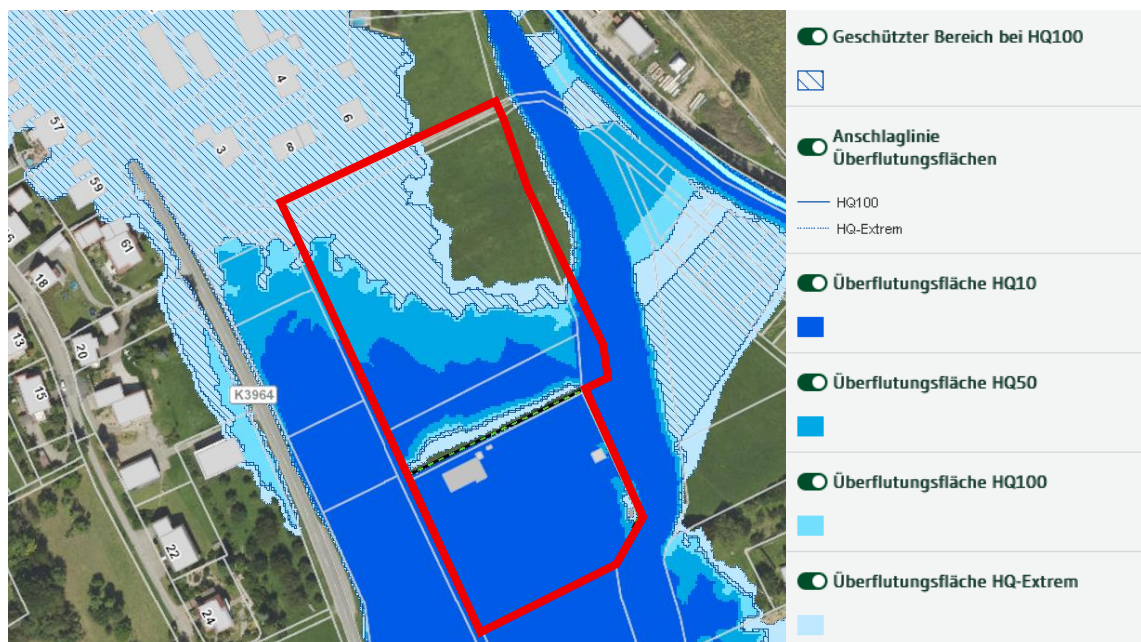 Geschützter Bereich bei HQ100
Anschlaglinie
Überflutungsflächen
HQ100
HQ-Extrem
Überflutungsfläche HQ10
Überflutungsfläche HQ50
Überflutungsfläche HQ100
Überflutungsfläche HQ-Extrem
4
6
57
3
8
59
61
18
13
20
15
K3964
22
24